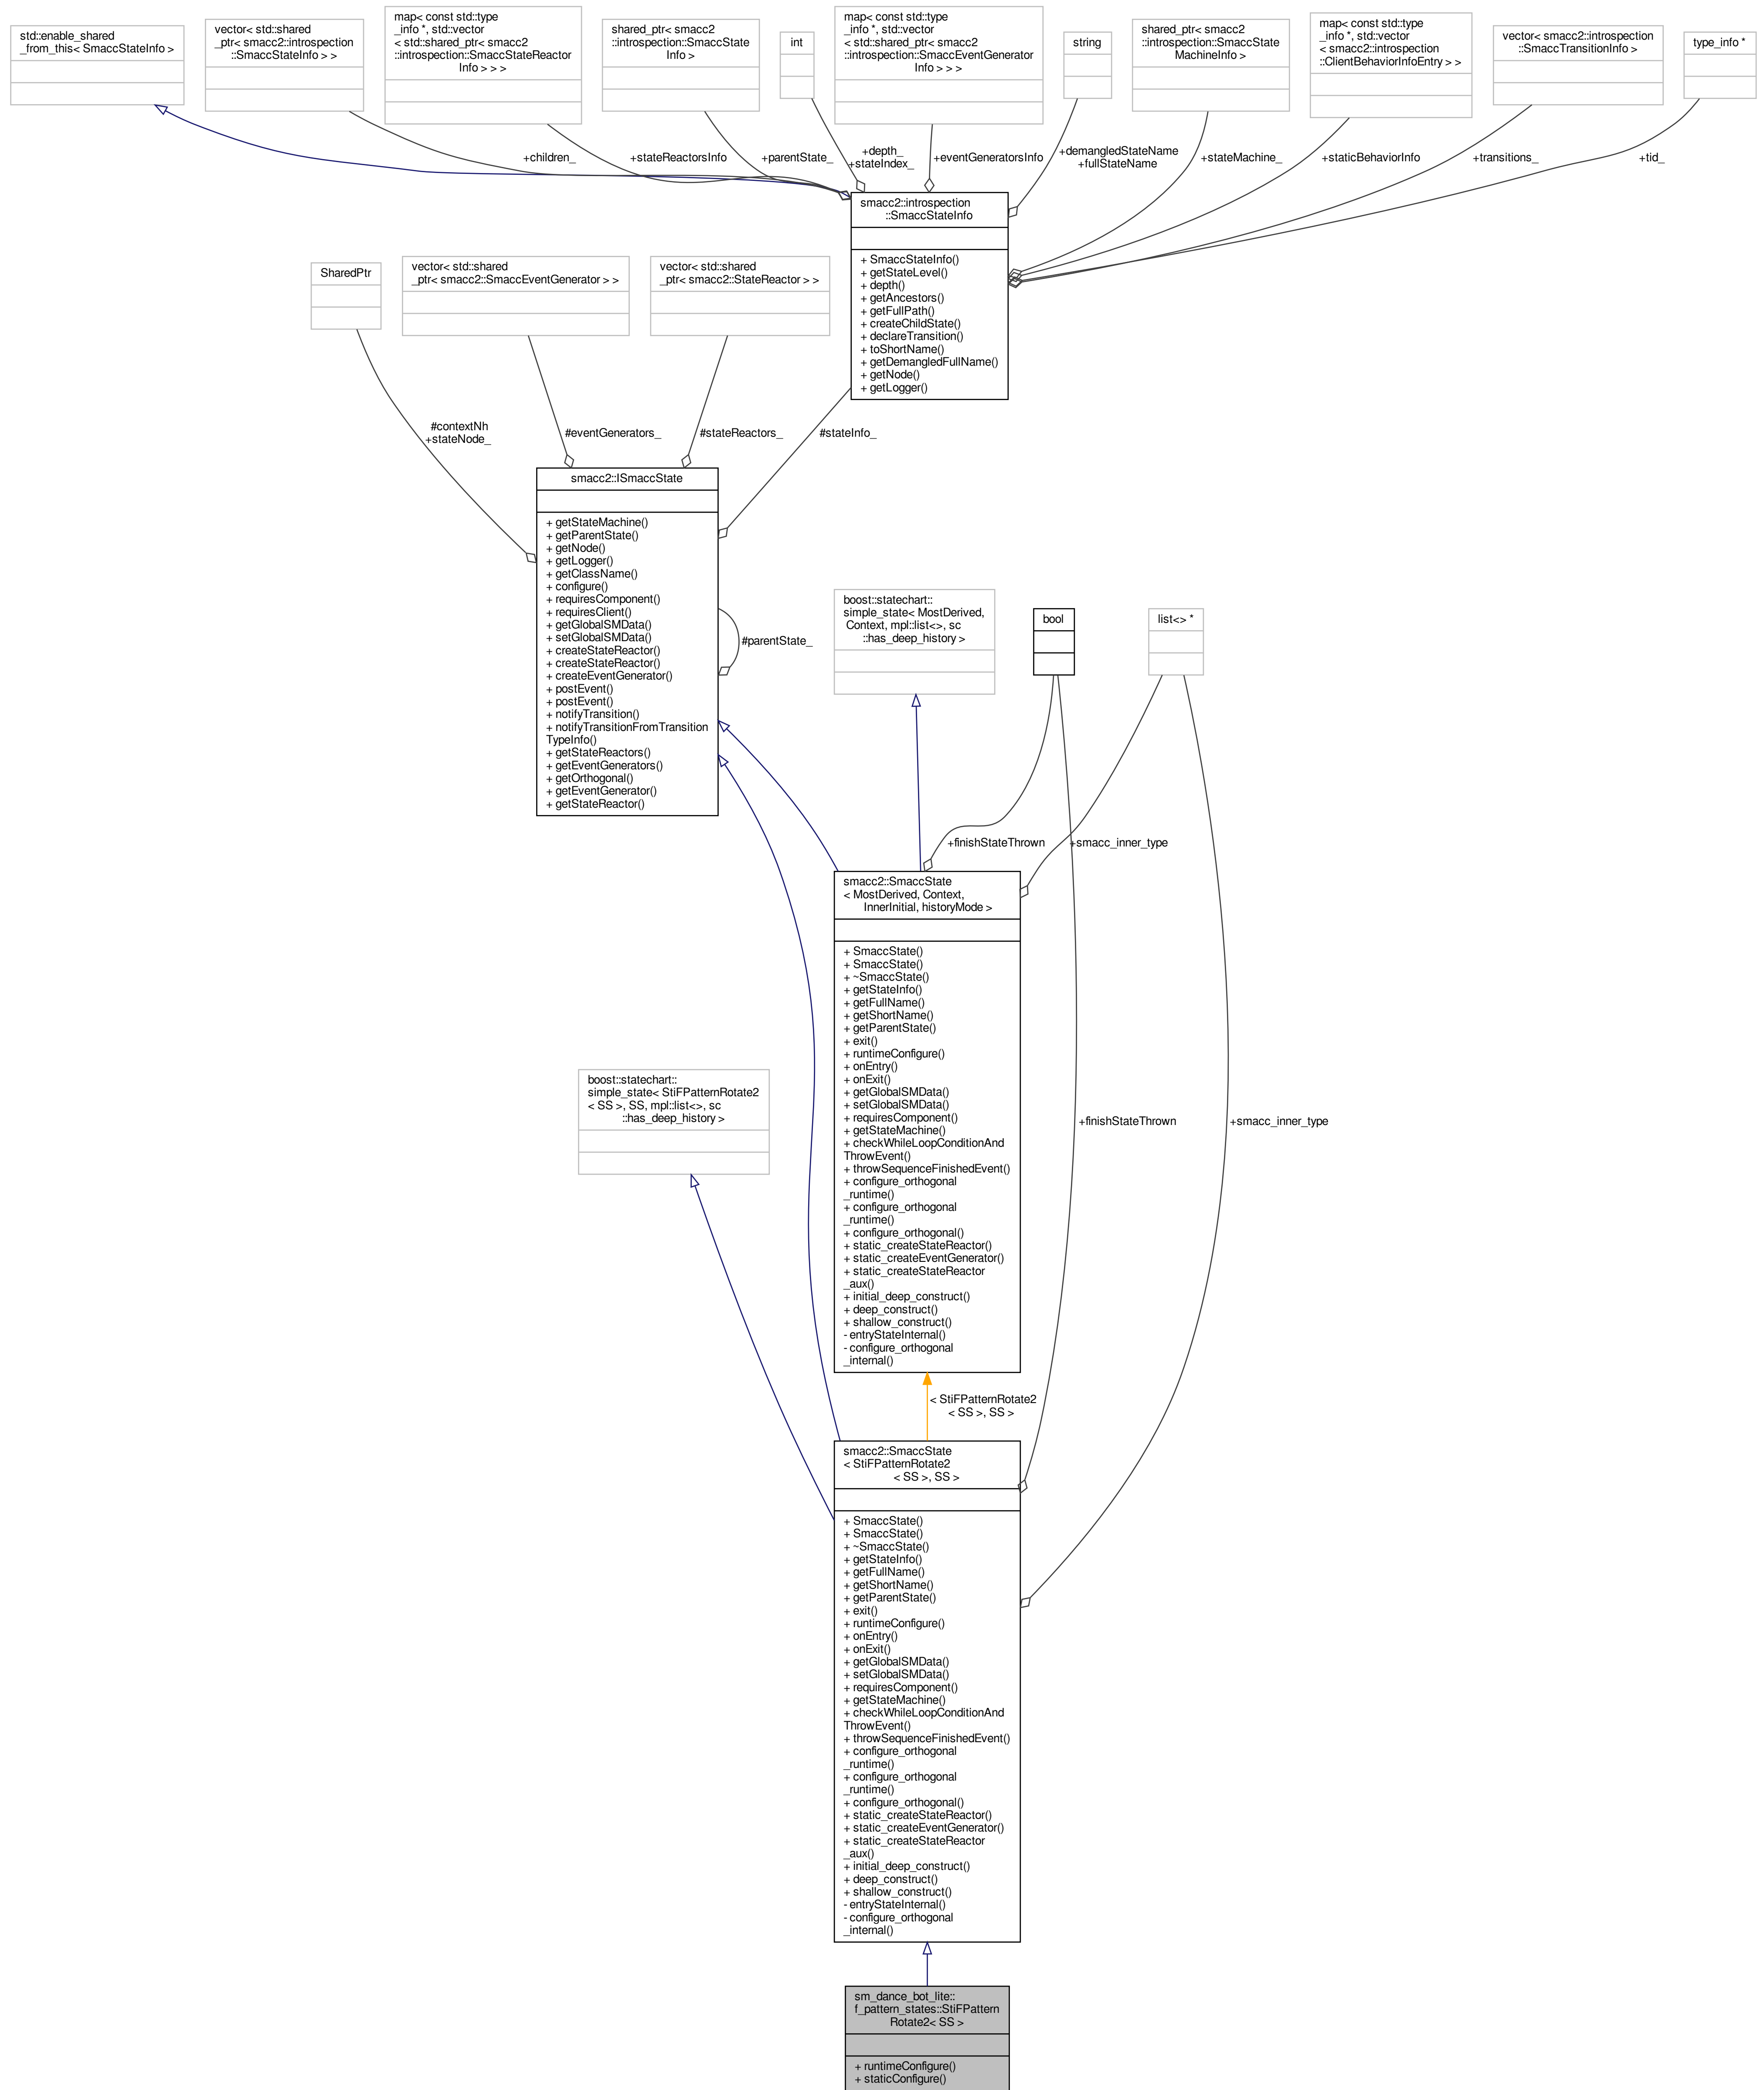 std::enable_shared
_from_this< SmaccStateInfo >
vector< std::shared
_ptr< smacc2::introspection
::SmaccStateInfo > >
map< const std::type
_info *, std::vector
< std::shared_ptr< smacc2
::introspection::SmaccStateReactor
Info > > >
shared_ptr< smacc2
::introspection::SmaccState
Info >
int
map< const std::type
_info *, std::vector
< std::shared_ptr< smacc2
::introspection::SmaccEventGenerator
Info > > >
string
shared_ptr< smacc2
::introspection::SmaccState
MachineInfo >
map< const std::type
_info *, std::vector
< smacc2::introspection
::ClientBehaviorInfoEntry > >
vector< smacc2::introspection
::SmaccTransitionInfo >
type_info *
+children_
+stateReactorsInfo
+parentState_
+depth_
+stateIndex_
+eventGeneratorsInfo
+demangledStateName
+fullStateName
+stateMachine_
+staticBehaviorInfo
+transitions_
+tid_
smacc2::introspection
::SmaccStateInfo
+ SmaccStateInfo()
+ getStateLevel()
+ depth()
+ getAncestors()
+ getFullPath()
+ createChildState()
+ declareTransition()
+ toShortName()
+ getDemangledFullName()
+ getNode()
+ getLogger()
SharedPtr
vector< std::shared
_ptr< smacc2::SmaccEventGenerator > >
vector< std::shared
_ptr< smacc2::StateReactor > >
#contextNh
+stateNode_
#eventGenerators_
#stateReactors_
#stateInfo_
smacc2::ISmaccState
+ getStateMachine()
+ getParentState()
+ getNode()
+ getLogger()
+ getClassName()
+ configure()
+ requiresComponent()
+ requiresClient()
+ getGlobalSMData()
+ setGlobalSMData()
+ createStateReactor()
+ createStateReactor()
+ createEventGenerator()
+ postEvent()
+ postEvent()
+ notifyTransition()
+ notifyTransitionFromTransition
TypeInfo()
+ getStateReactors()
+ getEventGenerators()
+ getOrthogonal()
+ getEventGenerator()
+ getStateReactor()
#parentState_
boost::statechart::
simple_state< MostDerived,
Context, mpl::list<>, sc
::has_deep_history >
bool
list<> *
+finishStateThrown
+smacc_inner_type
smacc2::SmaccState
< MostDerived, Context,
InnerInitial, historyMode >
+ SmaccState()
+ SmaccState()
+ ~SmaccState()
+ getStateInfo()
+ getFullName()
+ getShortName()
+ getParentState()
+ exit()
+ runtimeConfigure()
+ onEntry()
+ onExit()
+ getGlobalSMData()
+ setGlobalSMData()
+ requiresComponent()
+ getStateMachine()
+ checkWhileLoopConditionAnd
ThrowEvent()
+ throwSequenceFinishedEvent()
+ configure_orthogonal
_runtime()
+ configure_orthogonal
_runtime()
+ configure_orthogonal()
+ static_createStateReactor()
+ static_createEventGenerator()
+ static_createStateReactor
_aux()
+ initial_deep_construct()
+ deep_construct()
+ shallow_construct()
- entryStateInternal()
- configure_orthogonal
_internal()
boost::statechart::
simple_state< StiFPatternRotate2
< SS >, SS, mpl::list<>, sc
::has_deep_history >
+finishStateThrown
+smacc_inner_type
< StiFPatternRotate2
< SS >, SS >
smacc2::SmaccState
< StiFPatternRotate2
< SS >, SS >
+ SmaccState()
+ SmaccState()
+ ~SmaccState()
+ getStateInfo()
+ getFullName()
+ getShortName()
+ getParentState()
+ exit()
+ runtimeConfigure()
+ onEntry()
+ onExit()
+ getGlobalSMData()
+ setGlobalSMData()
+ requiresComponent()
+ getStateMachine()
+ checkWhileLoopConditionAnd
ThrowEvent()
+ throwSequenceFinishedEvent()
+ configure_orthogonal
_runtime()
+ configure_orthogonal
_runtime()
+ configure_orthogonal()
+ static_createStateReactor()
+ static_createEventGenerator()
+ static_createStateReactor
_aux()
+ initial_deep_construct()
+ deep_construct()
+ shallow_construct()
- entryStateInternal()
- configure_orthogonal
_internal()
sm_dance_bot_lite::
f_pattern_states::StiFPattern
Rotate2< SS >
+ runtimeConfigure()
+ staticConfigure()